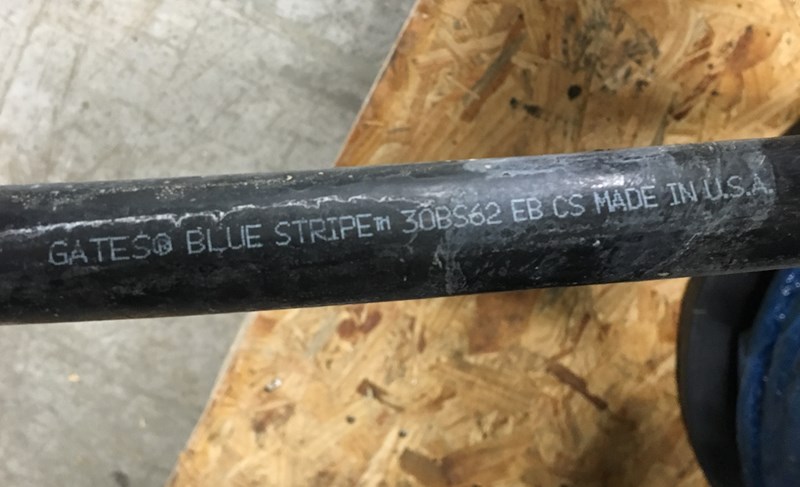 GATES® BLUE STRIPE™ 30BS62 EB CS MADE IN U.S.A.